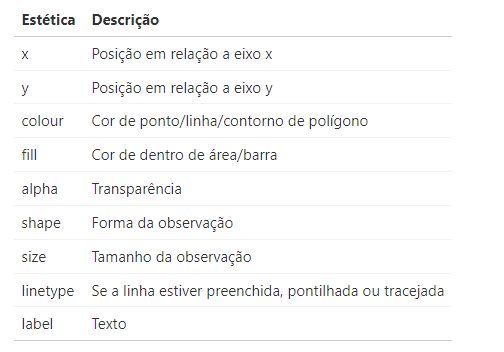 Estética Descrição
x Posição em relação a eixo x
y Posição em relação a eixo y
colour Cor de ponto/linha/contorno de polígono
fill Cor de dentro de área/barra
alpha Transparência
shape Forma da observação
size Tamanho da observação
linetype Se a linha estiver preenchida, pontilhada ou tracejada
label Texto